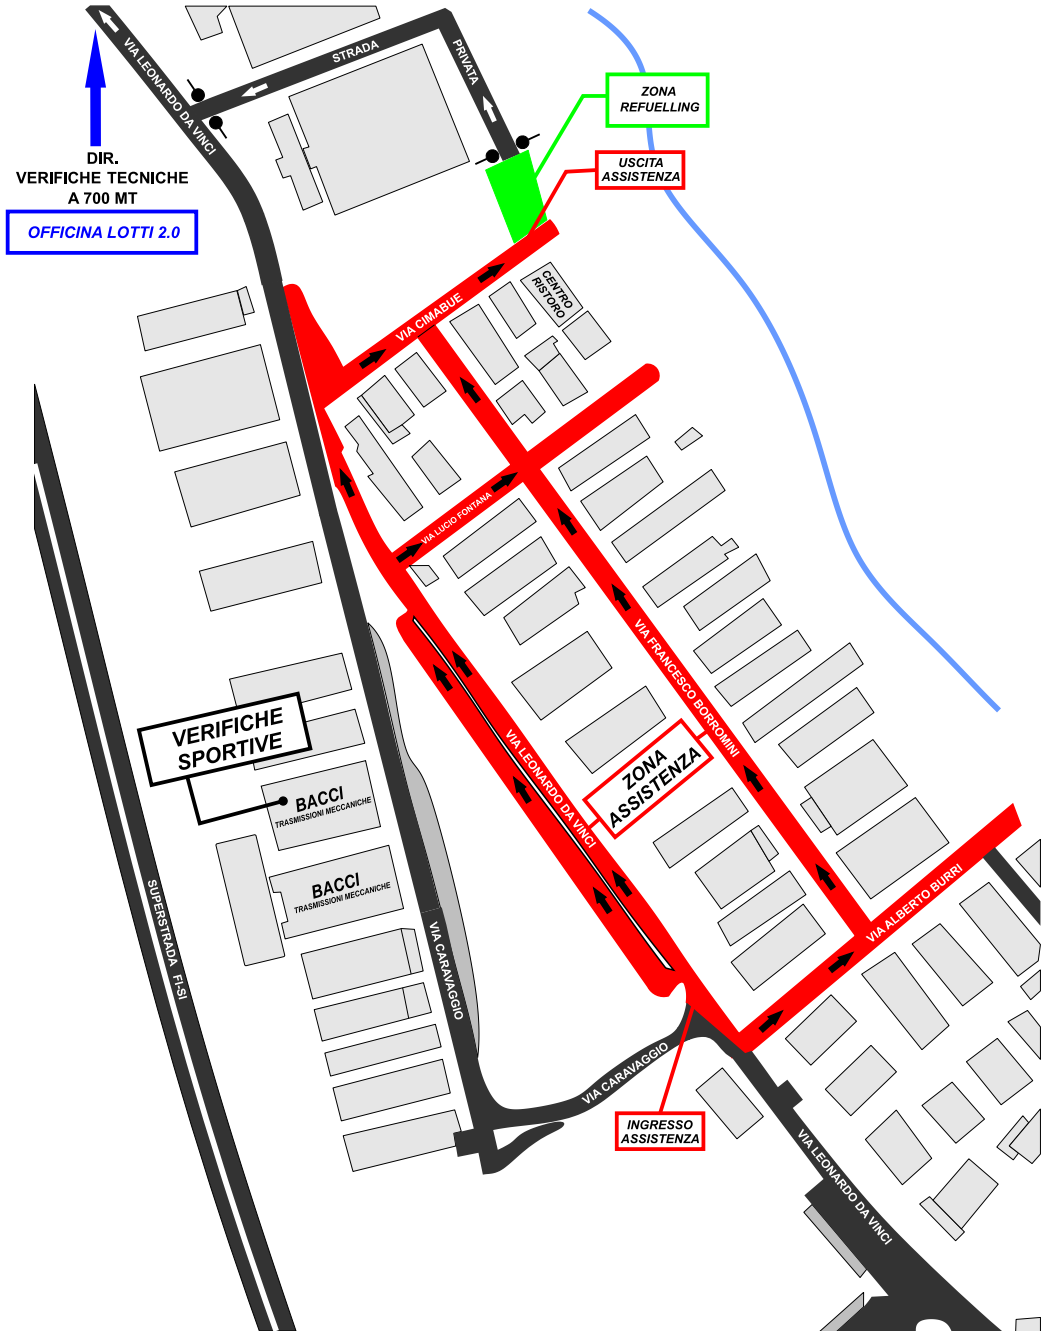 STRADA
PRIVATA
VIA LEONARDO DA VINCI
ZONA
REFUELLING
USCITA
ASSISTENZA
DIR.
VERIFICHE TECNICHE
A 700 MT
OFFICINA LOTTI 2.0
CENTRO
RISTORO
VIA CIMABUE
VIA LUCIO FONTANA
VIA FRANCESCO BORROMINI
VERIFICHE
SPORTIVE
VIA LEONARDO DA VINCI
ZONA
ASSISTENZA
BACCI
TRASMISSIONI MECCANICHE
BACCI
TRASMISSIONI MECCANICHE
SUPERSTRADA FI-SI
VIA CARAVAGGIO
VIA ALBERTO BURRI
VIA CARAVAGGIO
INGRESSO
ASSISTENZA
VIA LEONARDO DA VINCI